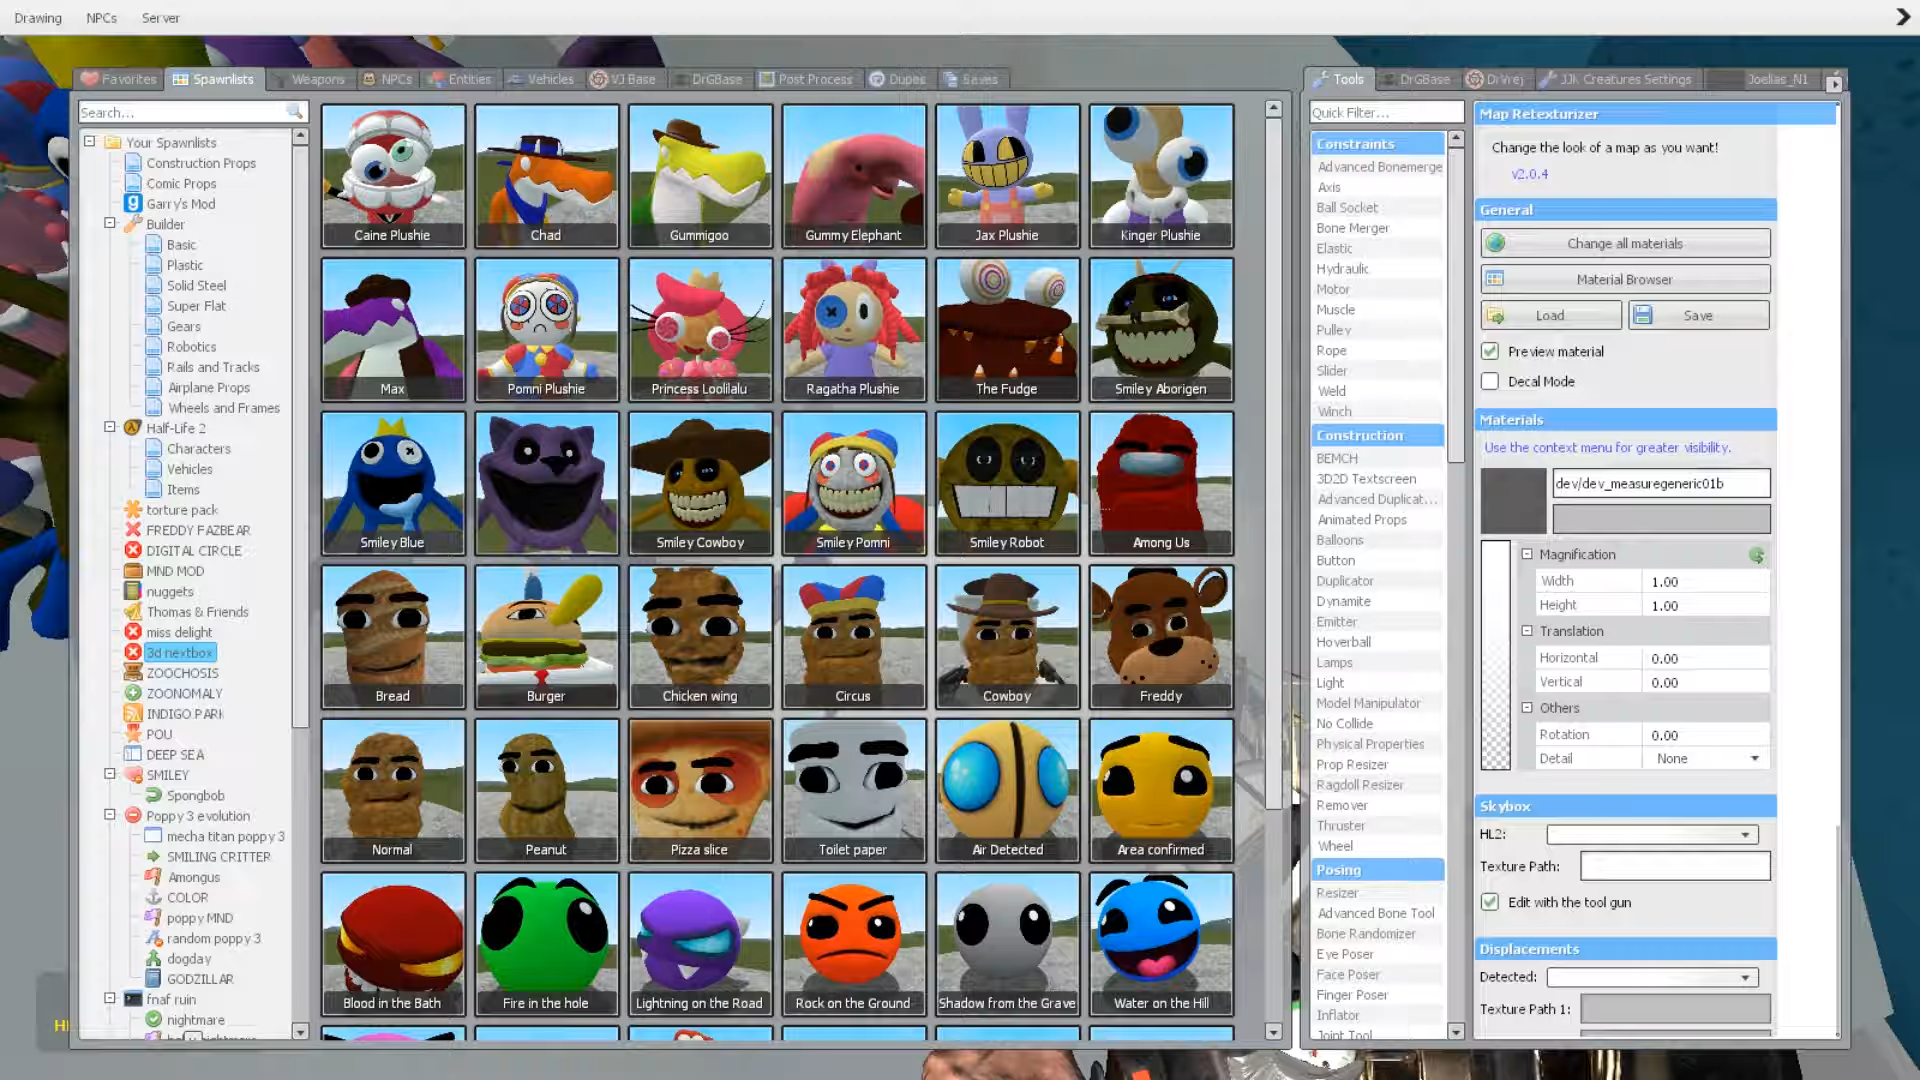 Drawing NPCs Server
Favorites Spawnlists Weapons NPCs Entities Vehicles VJ Base DrGBase Post Process Dupes Saves
Search...
Your Spawnlists
Construction Props
Comic Props
Garry's Mod
Builder
Basic
Plastic
Solid Steel
Super Flat
Gears
Robotics
Rails and Tracks
Airplane Props
Wheels and Frames
Half-Life 2
Characters
Vehicles
Items
torture pack
FREDDY FAZBEAR
DIGITAL CIRCLE
MND MOD
nuggets
Thomas & Friends
miss delight
3d nextbox
ZOOCHOSIS
ZOONOMALY
INDIGO PARK
POU
DEEP SEA
SMILEY
Spongbob
Poppy 3 evolution
mecha titan poppy 3
SMILING CRITTER
Amongus
COLOR
poppy MND
random poppy 3
dogday
GODZILLAR
fnaf ruin
nightmare
Caine Plushie Chad Gummigoo Gummy Elephant Jax Plushie Kinger Plushie
Max Pomni Plushie Princess Loolilalu Ragatha Plushie The Fudge Smiley Aborigen
Smiley Blue Smiley Cowboy Smiley Pomni Smiley Robot Among Us
Bread Burger Chicken wing Circus Cowboy Freddy
Normal Peanut Pizza slice Toilet paper Air Detected Area confirmed
Blood in the Bath Fire in the hole Lightning on the Road Rock on the Ground Shadow from the Grave Water on the Hill
Tools DrGBase DrVrej JJK Creatures Settings Joelias_N1
Quick Filter...
Constraints
Advanced Bonemerge
Axis
Ball Socket
Bone Merger
Elastic
Hydraulic
Motor
Muscle
Pulley
Rope
Slider
Weld
Winch
Construction
BEMCH
3D2D Textscreen
Advanced Duplicat...
Animated Props
Balloons
Button
Duplicator
Dynamite
Emitter
Hoverball
Lamps
Light
Model Manipulator
No Collide
Physical Properties
Prop Resizer
Ragdoll Resizer
Remover
Thruster
Wheel
Posing
Resizer
Advanced Bone Tool
Bone Randomizer
Eye Poser
Face Poser
Finger Poser
Inflator
Joint Tool
Map Retexturizer
Change the look of a map as you want!
v2.0.4
General
Change all materials
Material Browser
Load Save
Preview material
Decal Mode
Materials
Use the context menu for greater visibility.
dev/dev_measuregeneric01b
Magnification
Width 1.00
Height 1.00
Translation
Horizontal 0.00
Vertical 0.00
Others
Rotation 0.00
Detail None
Skybox
HL2:
Texture Path:
Edit with the tool gun
Displacements
Detected:
Texture Path 1: